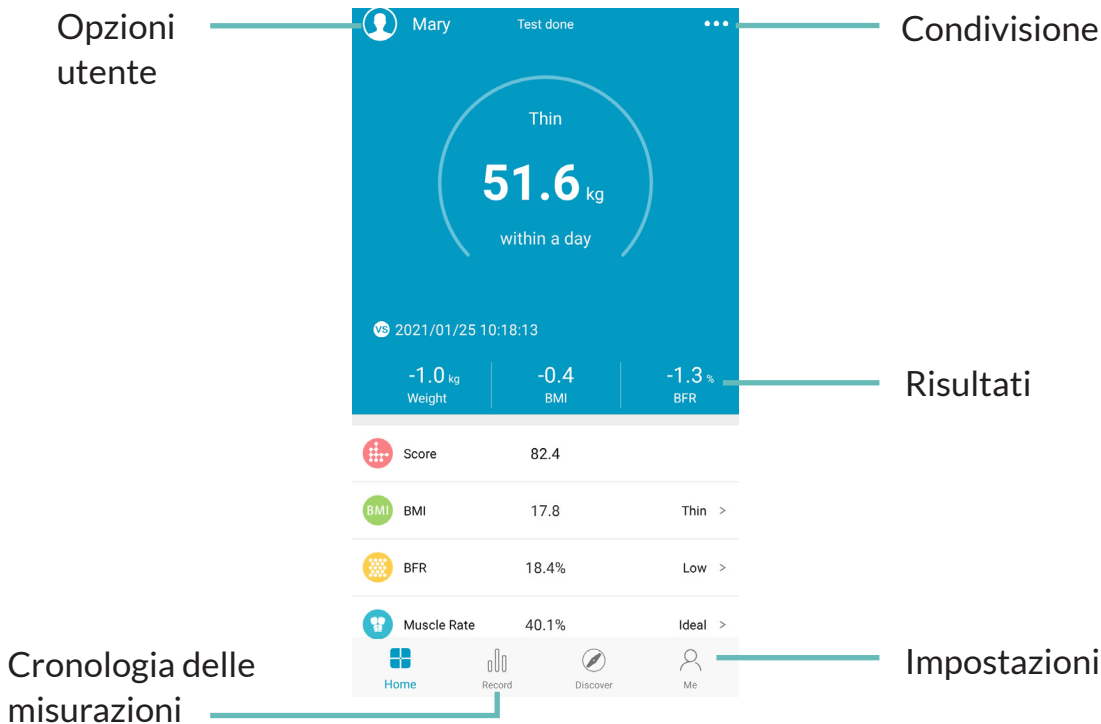 Opzioni
utente
Mary
Test done
Condivisione
Thin
51.6 kg
within a day
VS 2021/01/25 10:18:13
-1.0 kg
Weight
-0.4
BMI
-1.3 %
BFR
Risultati
Score 82.4
BMI BMI 17.8 Thin >
BFR 18.4% Low >
Muscle Rate 40.1% Ideal >
Cronologia delle
misurazioni
Home
Record
Discover
Me
Impostazioni